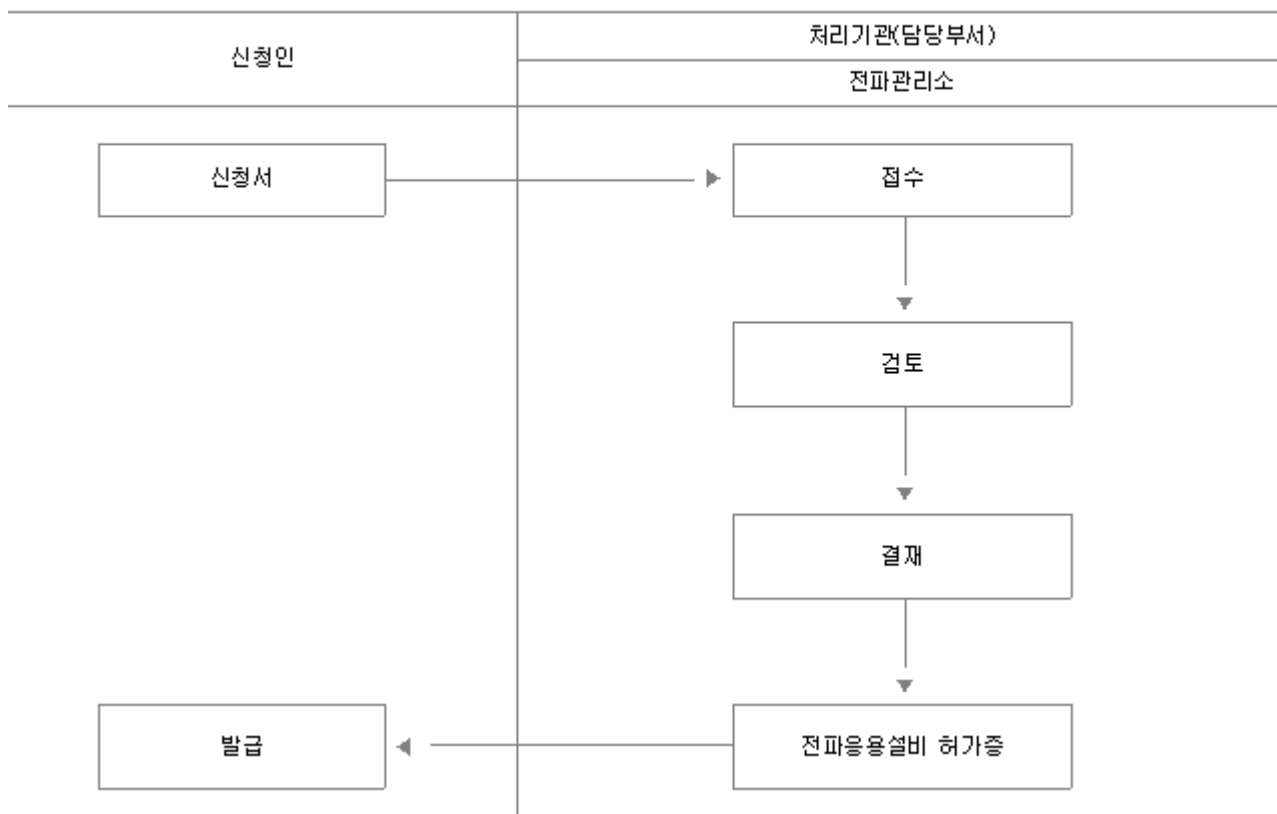 신청인
처리기관(담당부서)
전파관리소
신청서
접수
검토
결재
발급
전파응용설비 허가증